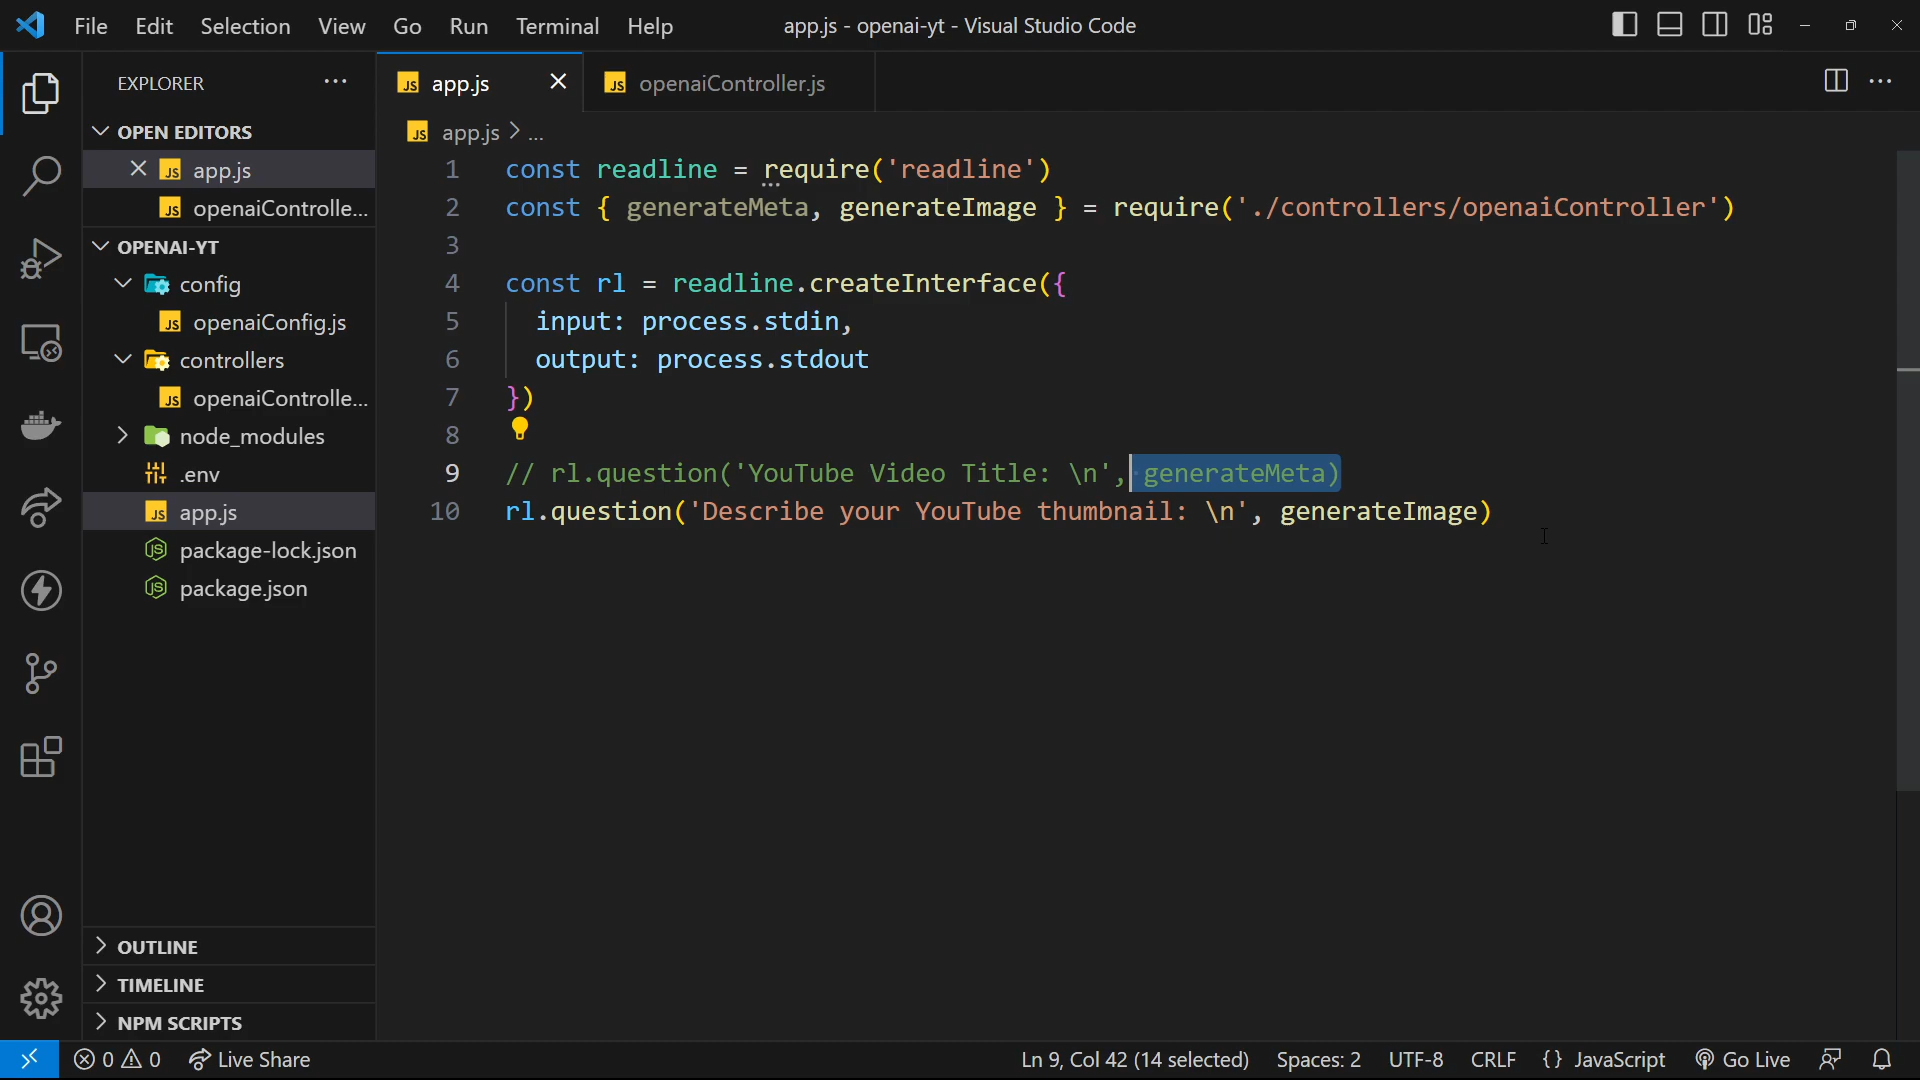 File Edit Selection View Go Run Terminal Help
app.js - openai-yt - Visual Studio Code
EXPLORER
OPEN EDITORS
app.js
openaiControlle...
OPENAI-YT
config
openaiConfig.js
controllers
openaiControlle...
node_modules
.env
app.js
package-lock.json
package.json
OUTLINE
TIMELINE
NPM SCRIPTS
app.js
openaiController.js
app.js > ...
1 const readline = require('readline')
2 const { generateMeta, generateImage } = require('./controllers/openaiController')
3
4 const rl = readline.createInterface({
5 input: process.stdin,
6 output: process.stdout
7 })
8
9 // rl.question('YouTube Video Title: \n', generateMeta)
10 rl.question('Describe your YouTube thumbnail: \n', generateImage)
0 0 Live Share
Ln 9, Col 42 (14 selected) Spaces: 2 UTF-8 CRLF {} JavaScript Go Live